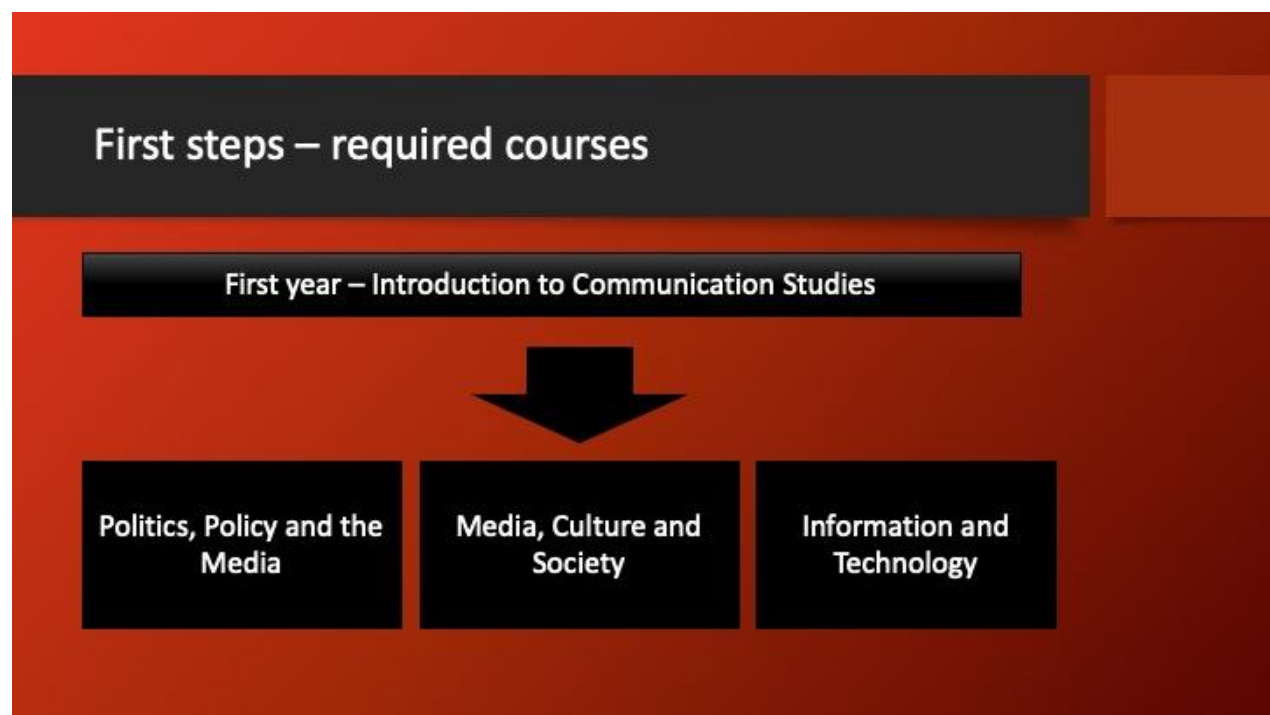 First steps – required courses
First year – Introduction to Communication Studies
Politics, Policy and the
Media
Media, Culture and
Society
Information and
Technology